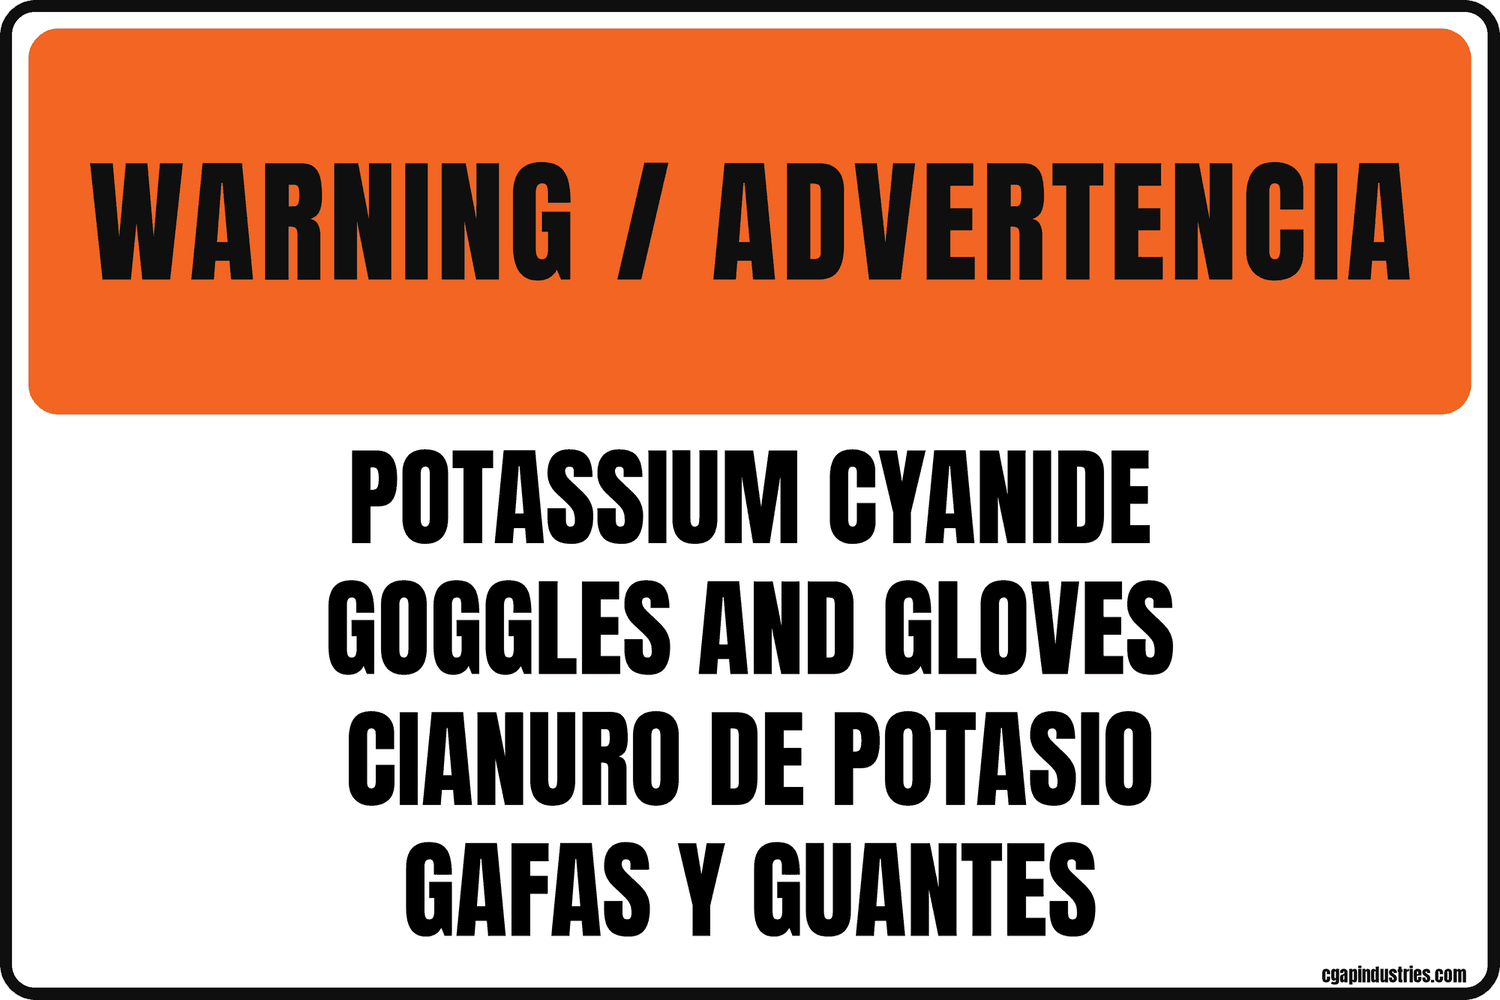 WARNING / ADVERTENCIA
POTASSIUM CYANIDE
GOGGLES AND GLOVES
CIANURO DE POTASIO
GAFAS Y GUANTES
cgapindustries.com